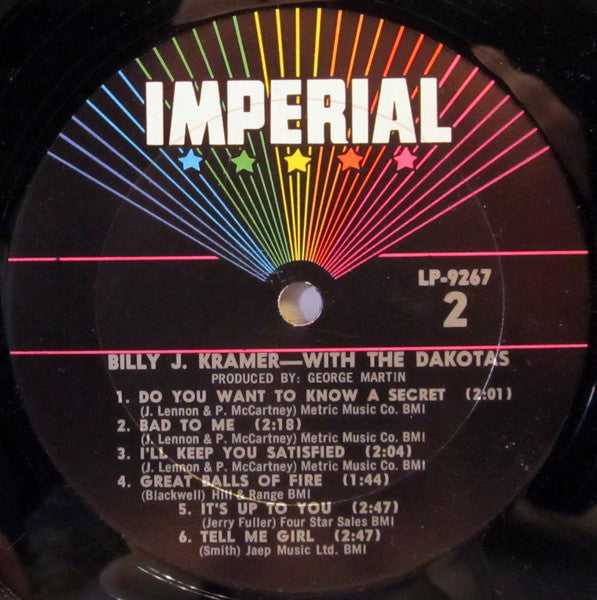 IMPERIAL
LP-9267
2
BILLY J. KRAMER—WITH THE DAKOTAS
PRODUCED BY: GEORGE MARTIN
1. DO YOU WANT TO KNOW A SECRET (2:01)
(J. Lennon & P. McCartney) Metric Music Co. BMI
2. BAD TO ME (2:18)
(J. Lennon & P. McCartney) Metric Music Co. BMI
3. I'LL KEEP YOU SATISFIED (2:04)
(J. Lennon & P. McCartney) Metric Music Co. BMI
4. GREAT BALLS OF FIRE (1:44)
(Blackwell) Hill & Range BMI
5. IT'S UP TO YOU (2:47)
(Jerry Fuller) Four Star Sales BMI
6. TELL ME GIRL (2:47)
(Smith) Jaep Music Ltd. BMI